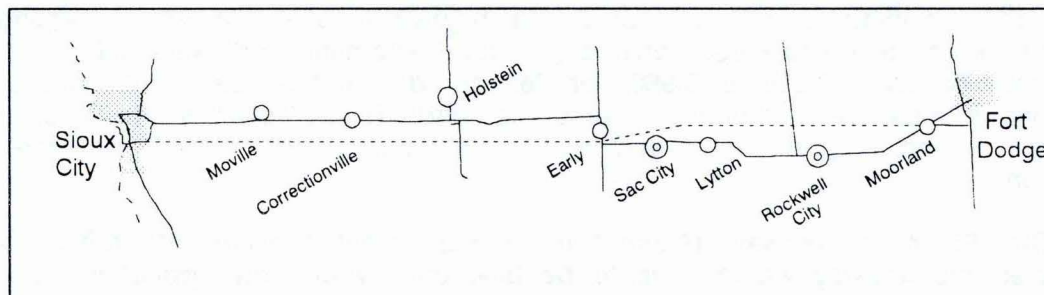 Sioux
City
Moville
Correctionville
Holstein
Early
Sac City
Lytton
Rockwell
City
Moorland
Fort
Dodge